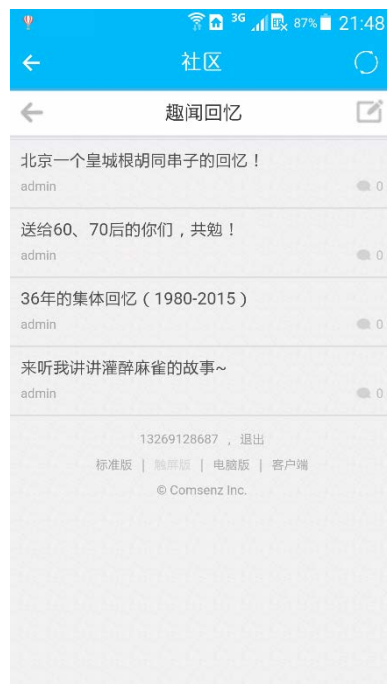 3G 87% 21:48
社区
趣闻回忆
北京一个皇城根胡同串子的回忆！
admin 0
送给60、70后的你们，共勉！
admin 0
36年的集体回忆（1980-2015）
admin 0
来听我讲讲灌醉麻雀的故事~
admin 0
13269128687 ，退出
标准版 | 触屏版 | 电脑版 | 客户端
© Comsenz Inc.